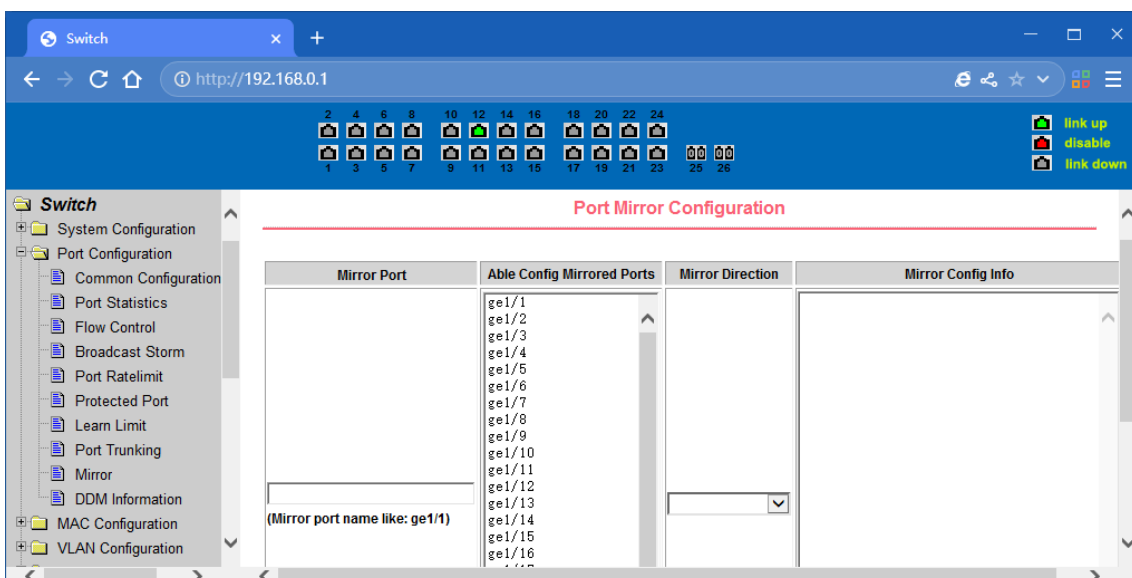 Switch
http://192.168.0.1
2 4 6 8 10 12 14 16 18 20 22 24
1 3 5 7 9 11 13 15 17 19 21 23 25 26
link up
disable
link down
Switch
System Configuration
Port Configuration
Common Configuration
Port Statistics
Flow Control
Broadcast Storm
Port Ratelimit
Protected Port
Learn Limit
Port Trunking
Mirror
DDM Information
MAC Configuration
VLAN Configuration
Port Mirror Configuration
Mirror Port
Able Config Mirrored Ports
Mirror Direction
Mirror Config Info
(Mirror port name like: ge1/1)
ge1/1
ge1/2
ge1/3
ge1/4
ge1/5
ge1/6
ge1/7
ge1/8
ge1/9
ge1/10
ge1/11
ge1/12
ge1/13
ge1/14
ge1/15
ge1/16